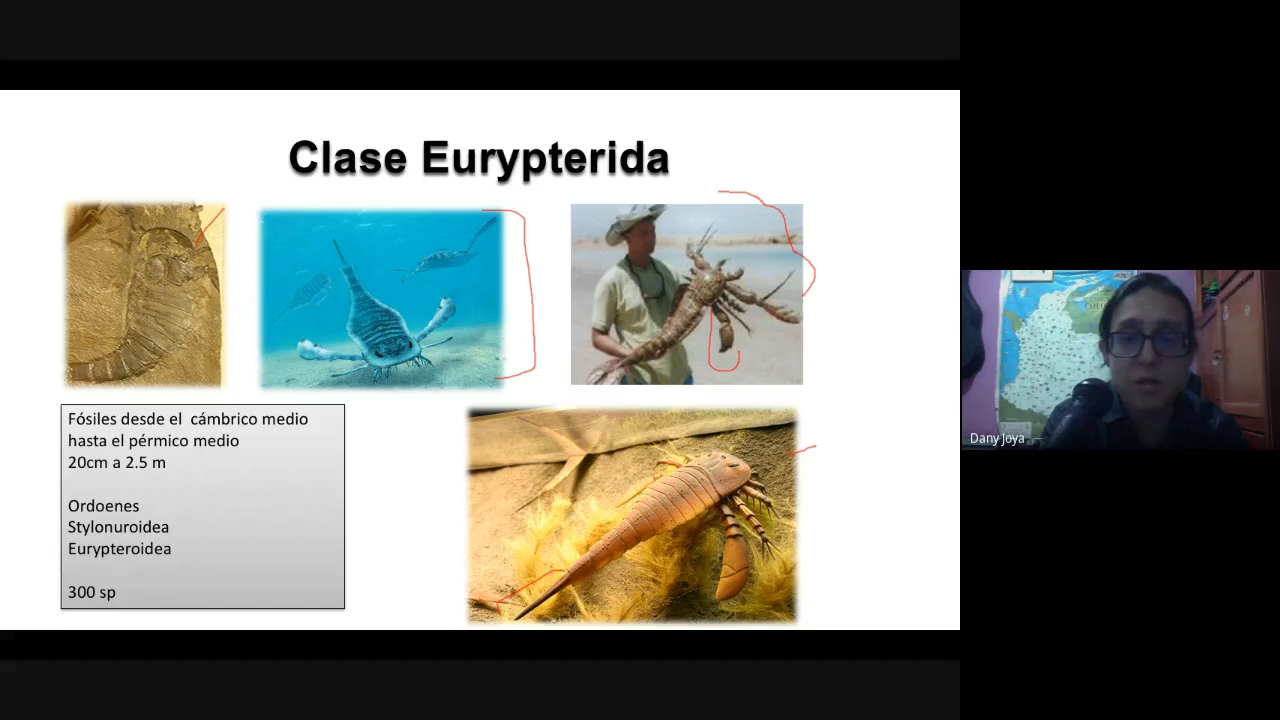 Clase Eurypterida
Fósiles desde el cámbrico medio
hasta el pérmico medio
20cm a 2.5 m
Ordoenes
Stylonuroidea
Eurypteroidea
300 sp
Dany Joya